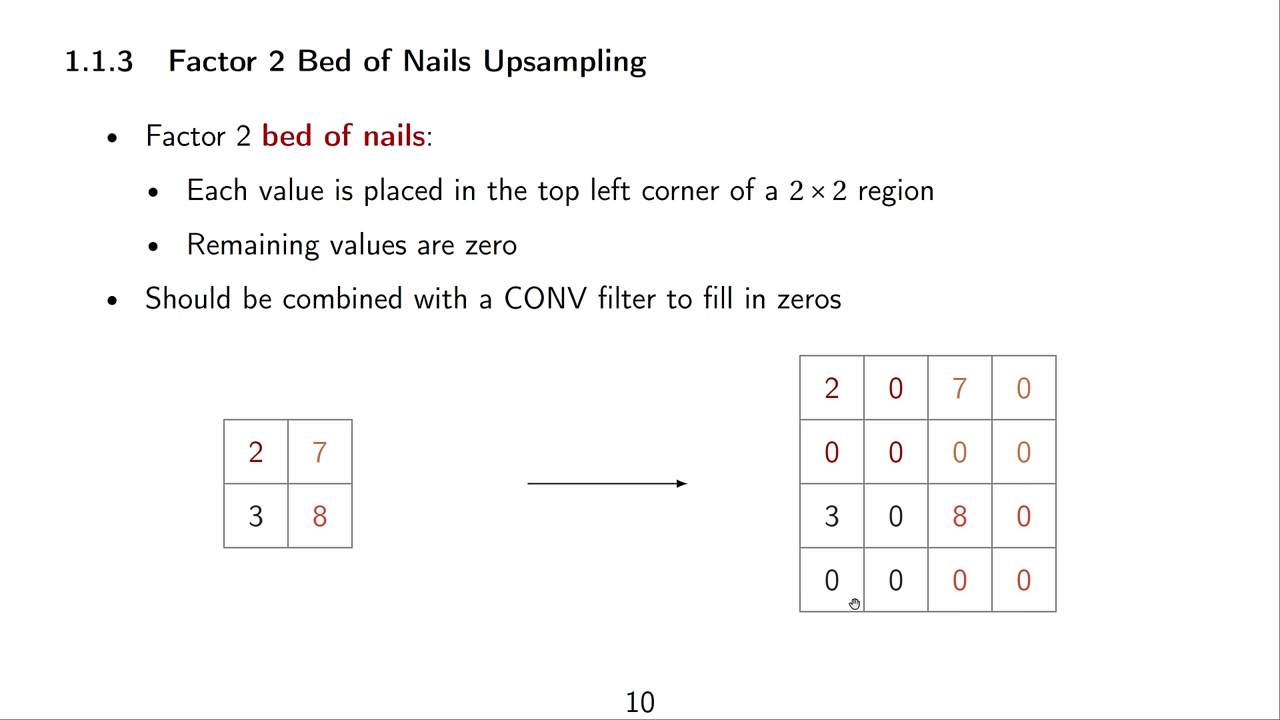 1.1.3 Factor 2 Bed of Nails Upsampling
• Factor 2 bed of nails:
• Each value is placed in the top left corner of a 2 × 2 region
• Remaining values are zero
• Should be combined with a CONV filter to fill in zeros
2 7
3 8
2 0 7 0
0 0 0 0
3 0 8 0
0 0 0 0
10